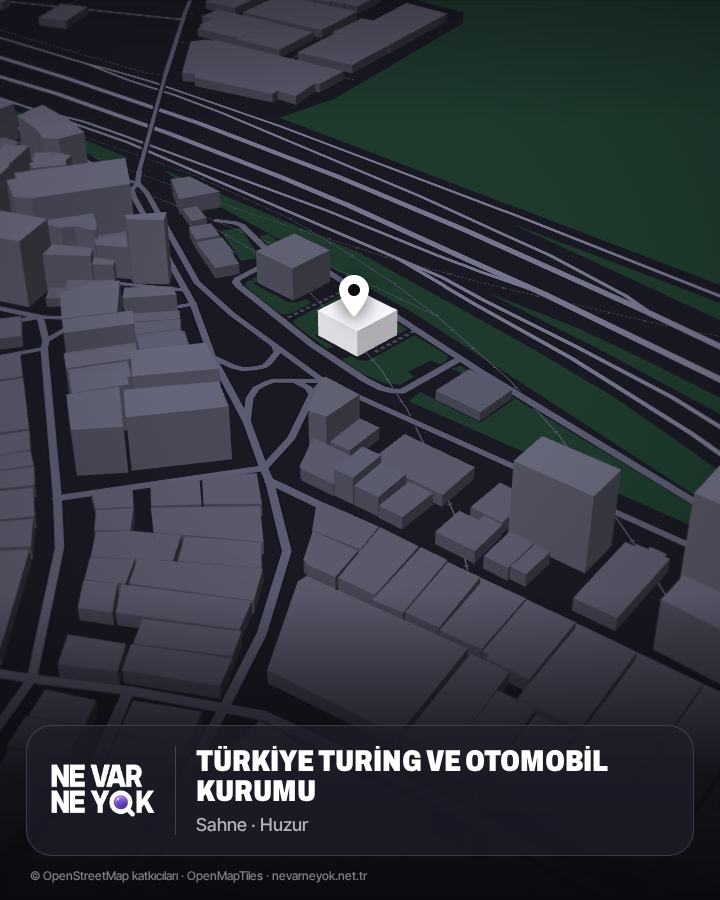 NE VAR
NE YOK
TÜRKİYE TURİNG VE OTOMOBİL
KURUMU
Sahne · Huzur
© OpenStreetMap katkıcıları · OpenMapTiles · nevarneyok.net.tr